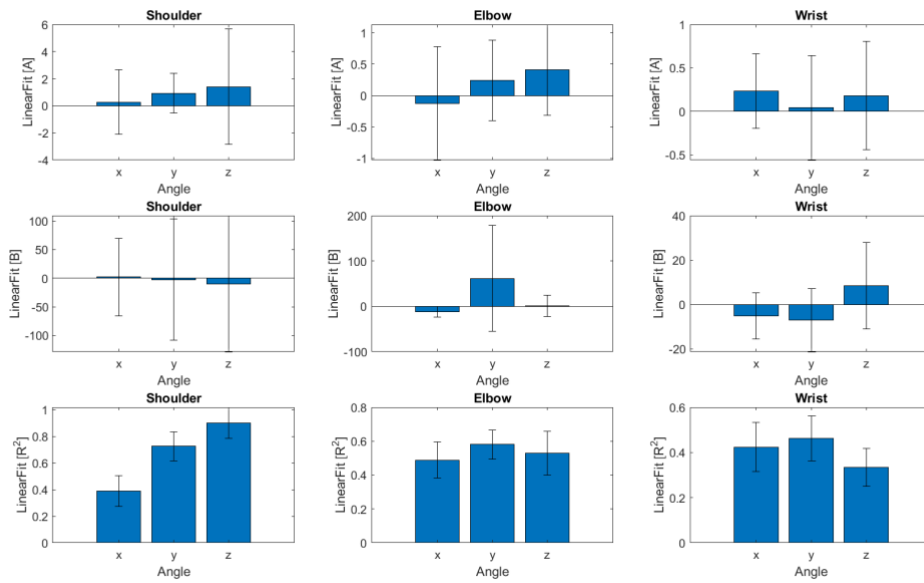 Shoulder
LinearFit [A]
6
4
2
0
-2
-4
x y z
Angle
Elbow
LinearFit [A]
1
0.5
0
-0.5
-1
x y z
Angle
Wrist
LinearFit [A]
1
0.5
0
-0.5
x y z
Angle
Shoulder
LinearFit [B]
100
50
0
-50
-100
x y z
Angle
Elbow
LinearFit [B]
200
100
0
-100
x y z
Angle
Wrist
LinearFit [B]
40
20
0
-20
x y z
Angle
Shoulder
LinearFit [R²]
1
0.8
0.6
0.4
0.2
0
x y z
Angle
Elbow
LinearFit [R²]
0.8
0.6
0.4
0.2
0
x y z
Angle
Wrist
LinearFit [R²]
0.6
0.4
0.2
0
x y z
Angle